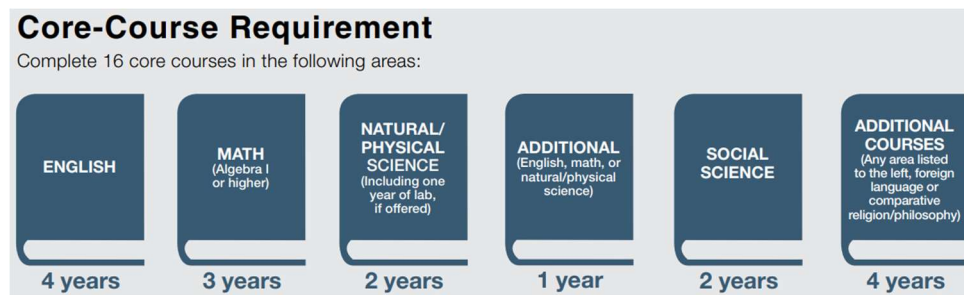 Core-Course Requirement
Complete 16 core courses in the following areas:
ENGLISH
4 years
MATH
(Algebra I
or higher)
3 years
NATURAL/
PHYSICAL
SCIENCE
(Including one
year of lab,
if offered)
2 years
ADDITIONAL
(English, math, or
natural/physical
science)
1 year
SOCIAL
SCIENCE
2 years
ADDITIONAL
COURSES
(Any area listed
to the left, foreign
language or
comparative
religion/philosophy)
4 years